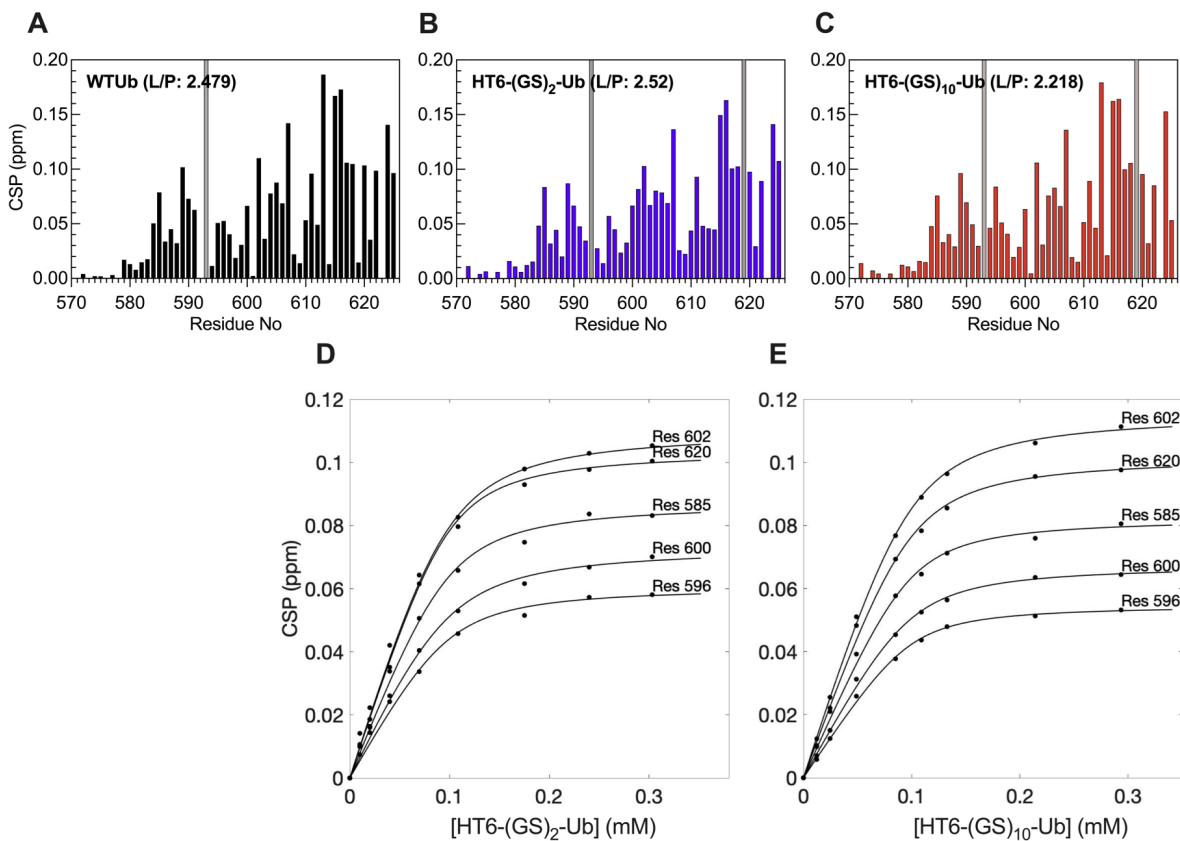 A
B
C
WTUb (L/P: 2.479)
HT6-(GS)2-Ub (L/P: 2.52)
HT6-(GS)10-Ub (L/P: 2.218)
CSP (ppm)
0.20
0.15
0.10
0.05
0.00
570 580 590 600 610 620
Residue No
0.20
0.15
0.10
0.05
0.00
570 580 590 600 610 620
Residue No
0.20
0.15
0.10
0.05
0.00
570 580 590 600 610 620
Residue No
D
CSP (ppm)
0.12
0.1
0.08
0.06
0.04
0.02
0
Res 602
Res 620
Res 585
Res 600
Res 596
0 0.1 0.2 0.3
[HT6-(GS)2-Ub] (mM)
E
0.12
0.1
0.08
0.06
0.04
0.02
0
Res 602
Res 620
Res 585
Res 600
Res 596
0 0.1 0.2 0.3
[HT6-(GS)10-Ub] (mM)